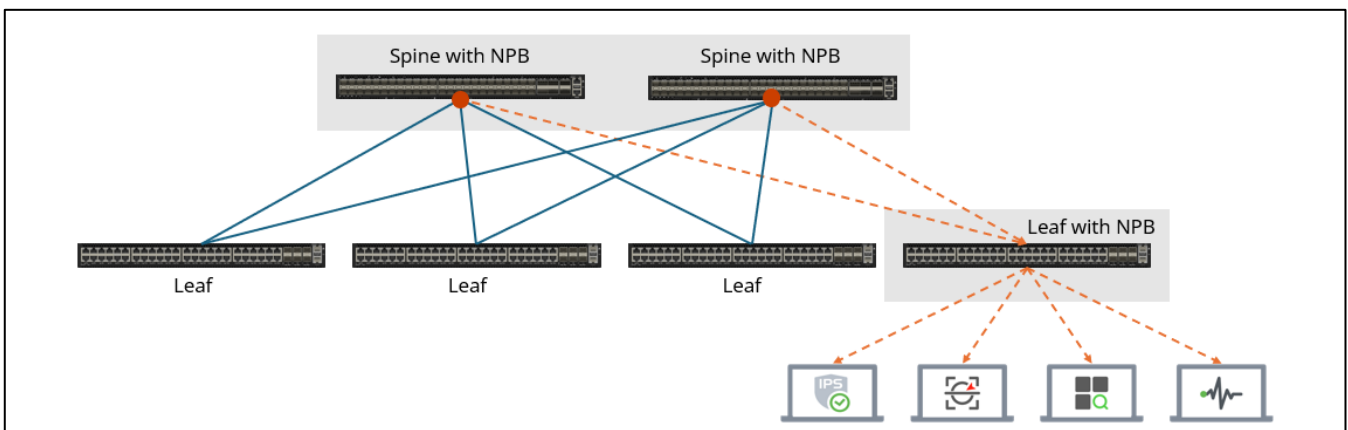 Spine with NPB
Spine with NPB
Leaf with NPB
Leaf
Leaf
Leaf
IPS